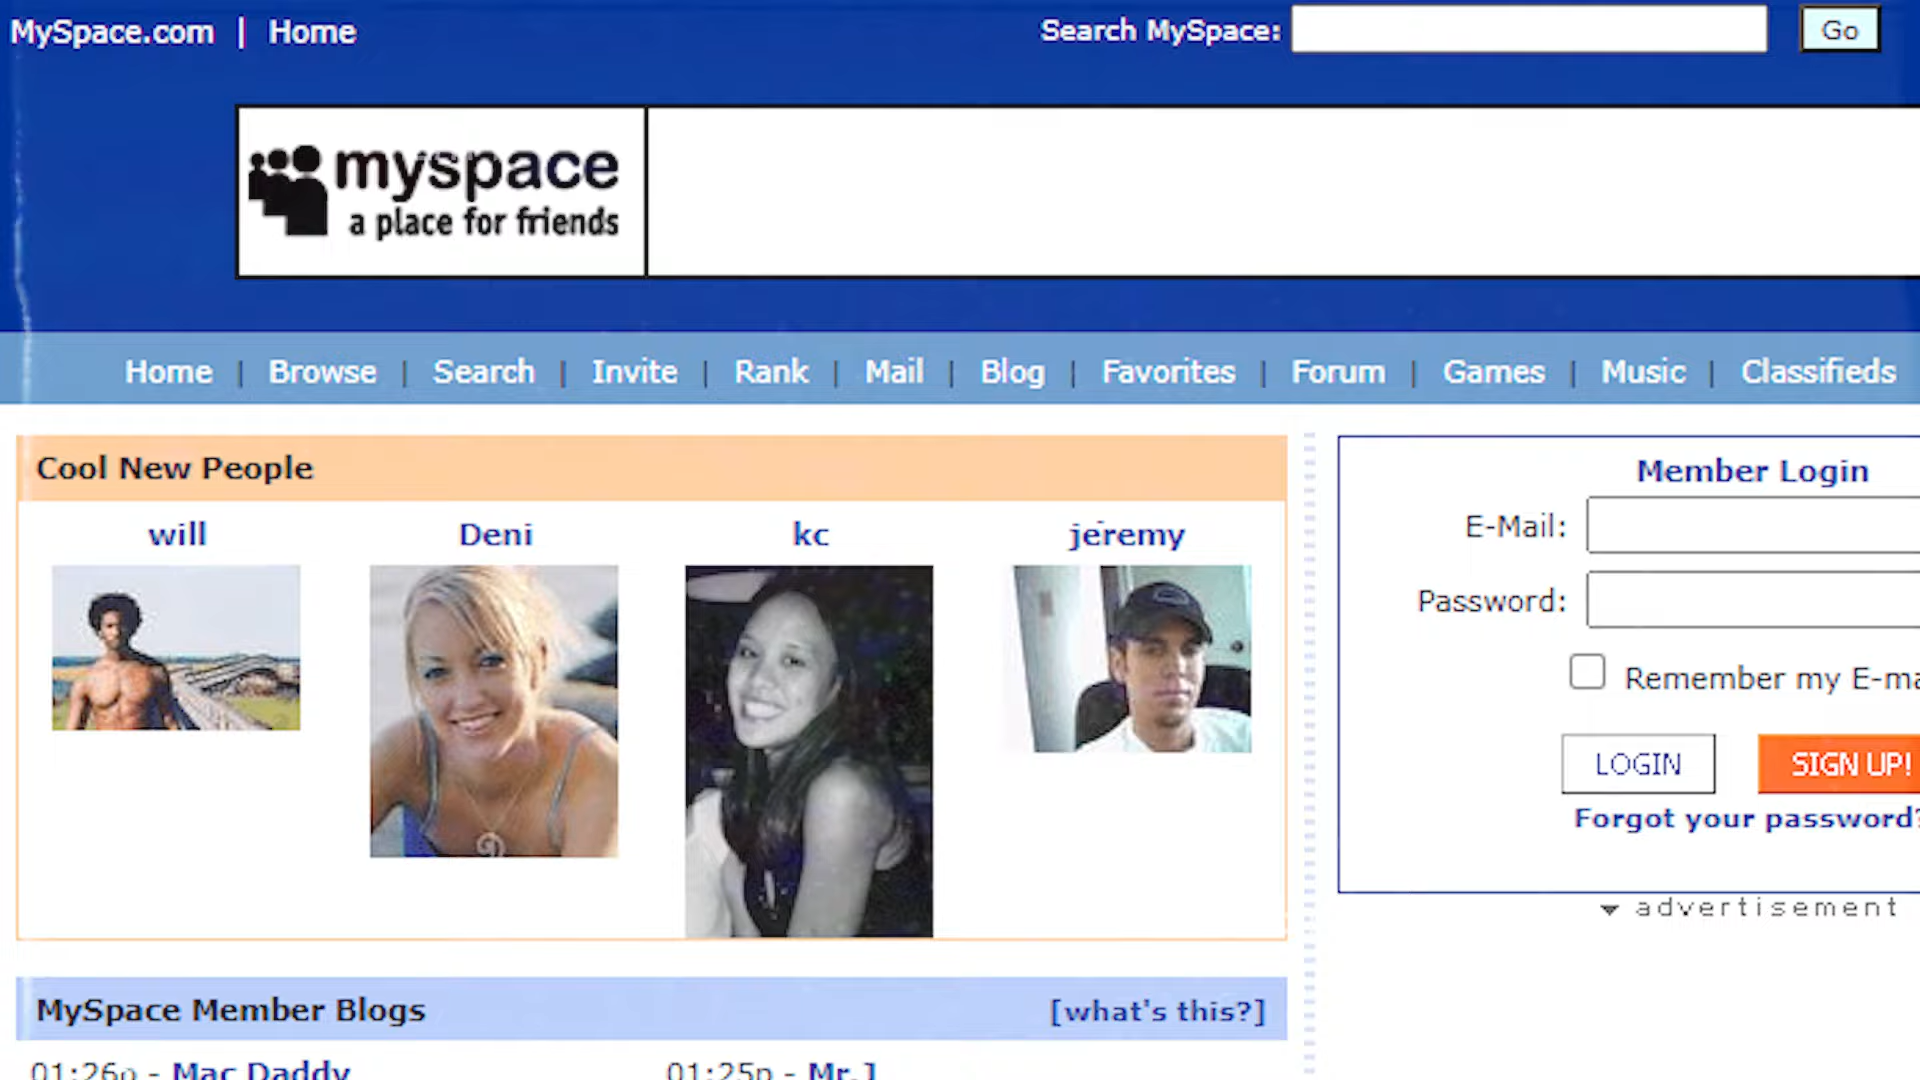 MySpace.com | Home
Search MySpace: Go
myspace
a place for friends
Home | Browse | Search | Invite | Rank | Mail | Blog | Favorites | Forum | Games | Music | Classifieds
Cool New People
will Deni kc jeremy
Member Login
E-Mail:
Password:
Remember my E-ma
LOGIN SIGN UP!
Forgot your password?
advertisement
MySpace Member Blogs [what's this?]
01:26p - Mac Daddy 01:25p - Mr.J